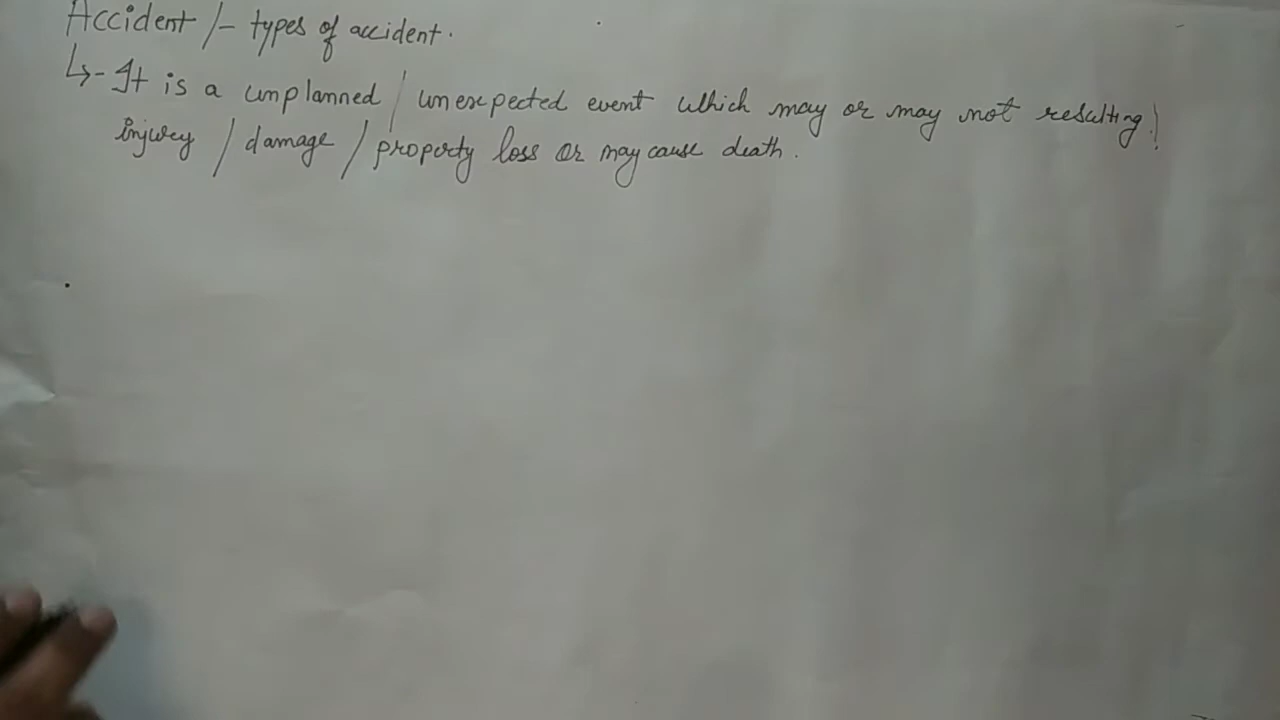 Accident /- types of accident.
↳- It is a unplanned / unexpected event which may or may not resulting /
injury / damage / property loss or may cause death.